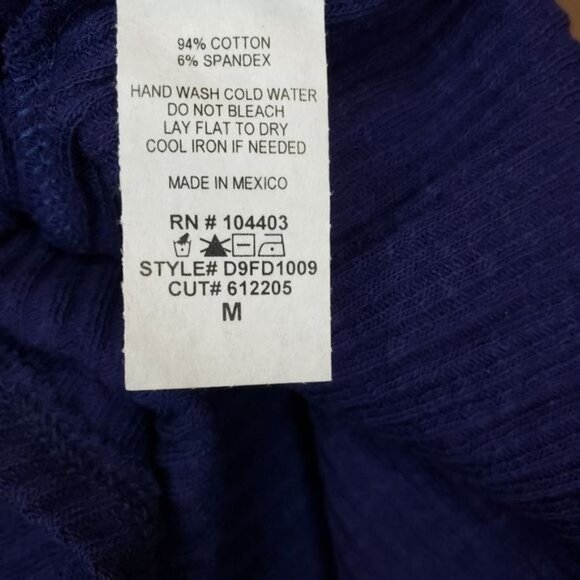 94% COTTON
6% SPANDEX
HAND WASH COLD WATER
DO NOT BLEACH
LAY FLAT TO DRY
COOL IRON IF NEEDED
MADE IN MEXICO
RN # 104403
STYLE# D9FD1009
CUT# 612205
M